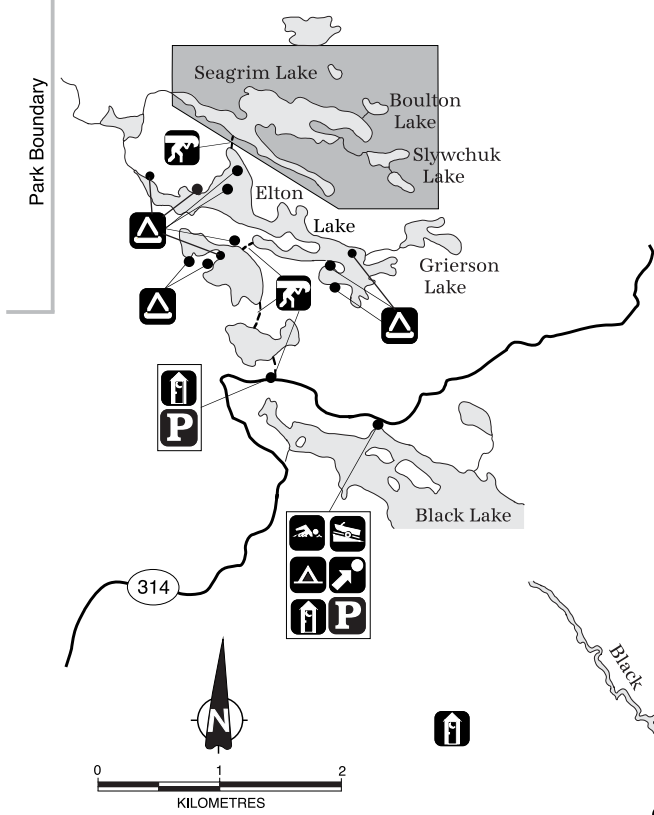 Park Boundary
Seagrim Lake
Boulton
Lake
Slywchuk
Lake
Elton
Lake
Grierson
Lake
P
Black Lake
P
314
Black
N
0 1 2
KILOMETRES